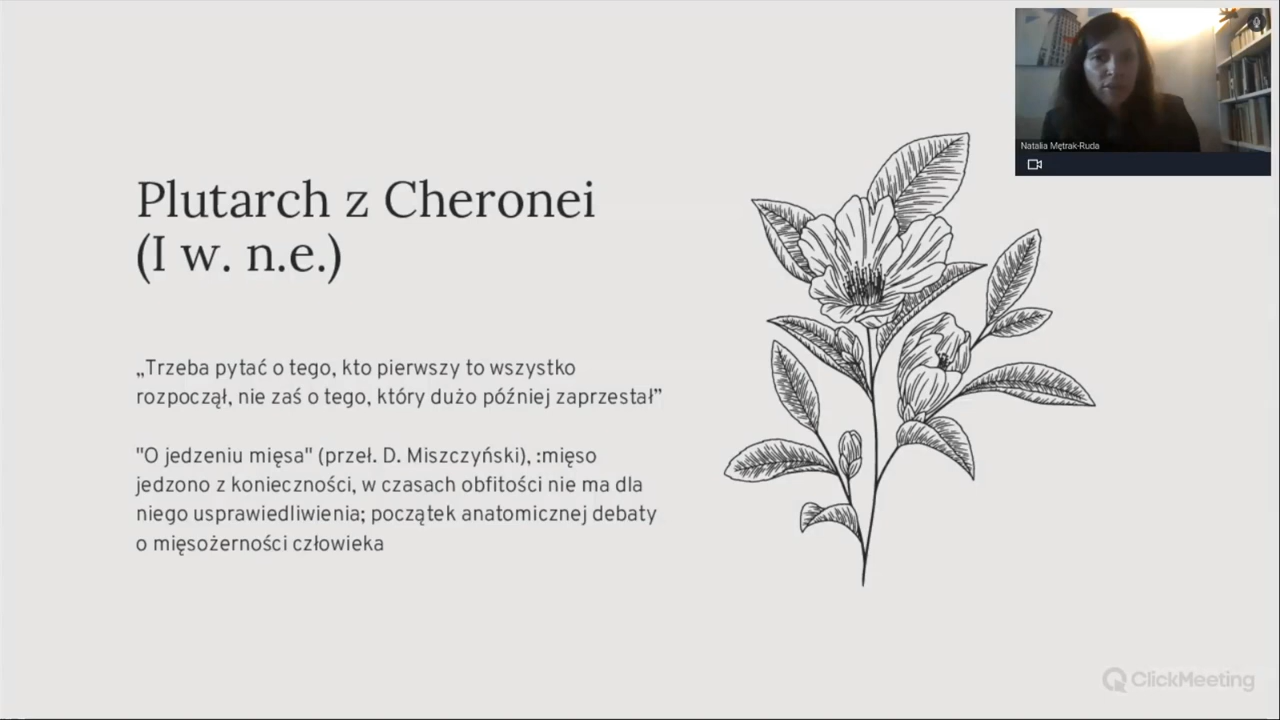 Natalia Mętrak-Ruda
Plutarch z Cheronei
(I w. n.e.)
„Trzeba pytać o tego, kto pierwszy to wszystko
rozpoczął, nie zaś o tego, który dużo później zaprzestał”
"O jedzeniu mięsa" (przeł. D. Miszczyński), :mięso
jedzono z konieczności, w czasach obfitości nie ma dla
niego usprawiedliwienia; początek anatomicznej debaty
o mięsożerności człowieka
ClickMeeting